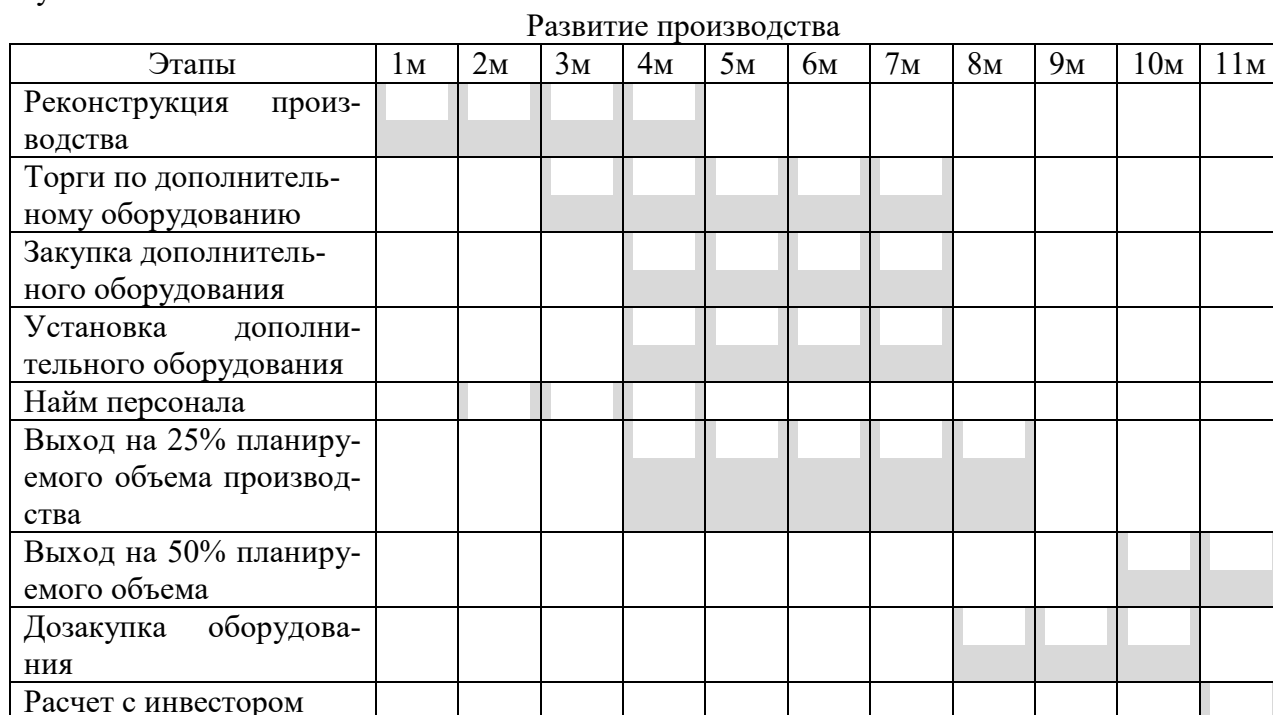 Развитие производства
Этапы 1м 2м 3м 4м 5м 6м 7м 8м 9м 10м 11м
Реконструкция произ-
водства
Торги по дополнитель-
ному оборудованию
Закупка дополнитель-
ного оборудования
Установка дополни-
тельного оборудования
Найм персонала
Выход на 25% планиру-
емого объема производ-
ства
Выход на 50% планиру-
емого объема
Дозакупка оборудова-
ния
Расчет с инвестором